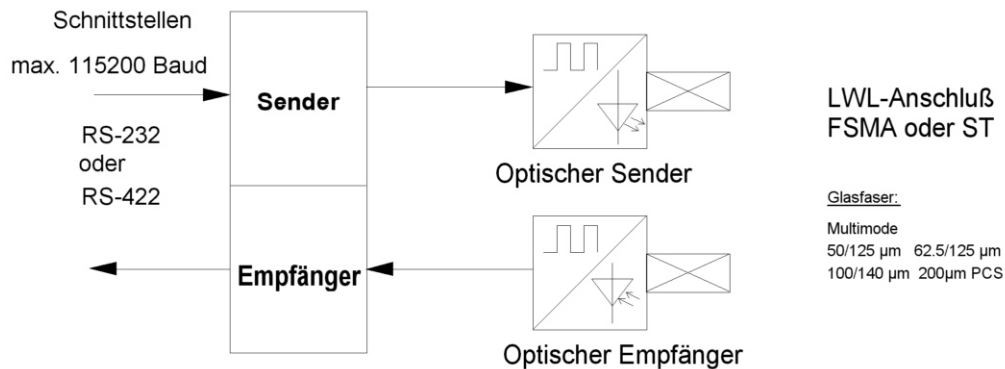 Schnittstellen
max. 115200 Baud
RS-232
oder
RS-422
Sender
Empfänger
Optischer Sender
Optischer Empfänger
LWL-Anschluß
FSMA oder ST
Glasfaser:
Multimode
50/125 µm 62.5/125 µm
100/140 µm 200µm PCS